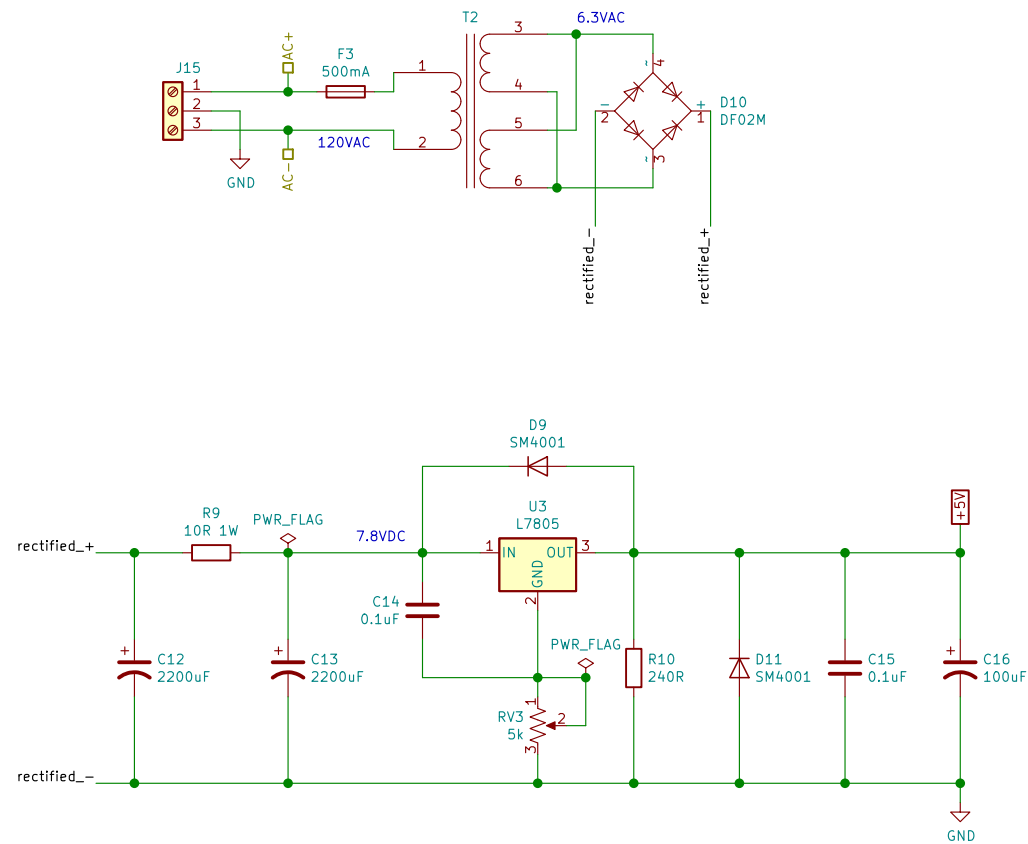 T2
6.3VAC
J15
1
2
3
AC+
F3
500mA
120VAC
AC-
GND
1
2
3
4
5
6
~
4
-
2
+
1
~
3
D10
DF02M
rectified_-
rectified_+
D9
SM4001
U3
L7805
+5V
R9
10R 1W
PWR_FLAG
7.8VDC
rectified_+
1
IN
OUT
3
GND
2
C14
0.1uF
PWR_FLAG
+
C12
2200uF
+
C13
2200uF
R10
240R
D11
SM4001
C15
0.1uF
+
C16
100uF
RV3
5k
1
2
3
rectified_-
GND